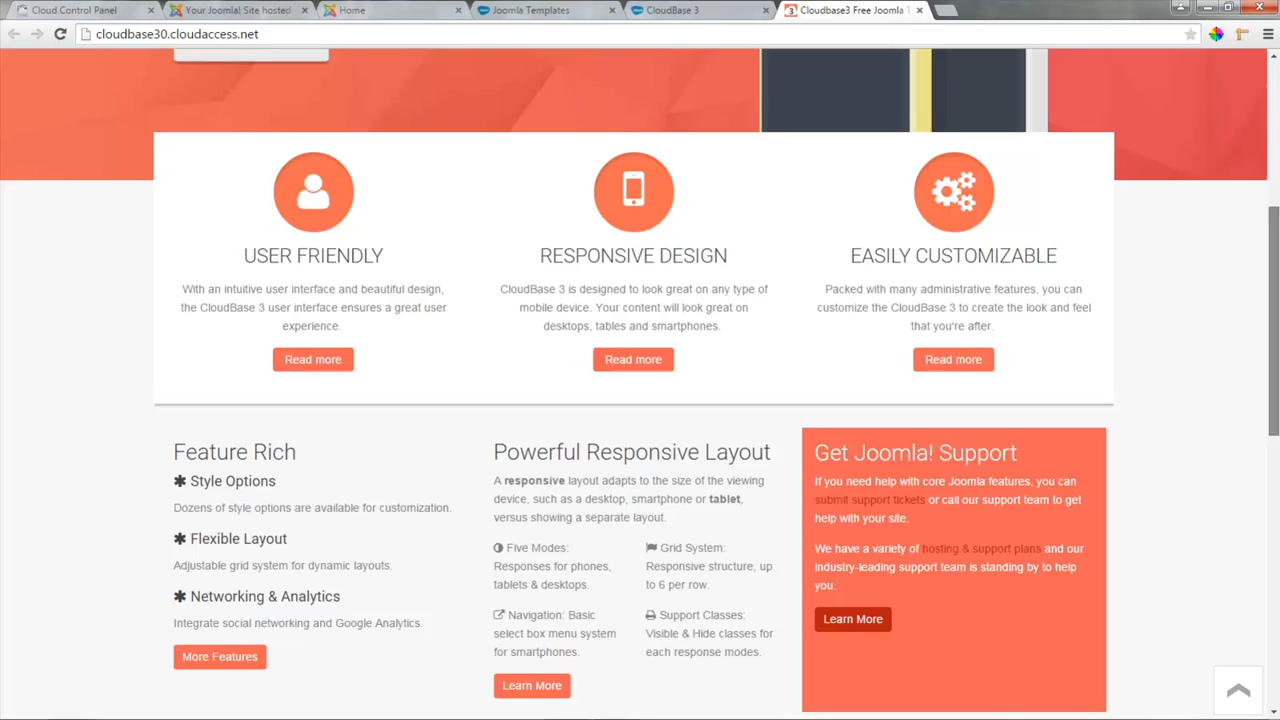 Cloud Control Panel
Your Joomla! Site hosted
Home
Joomla Templates
CloudBase 3
Cloudbase3 Free Joomla T
cloudbase30.cloudaccess.net
USER FRIENDLY
With an intuitive user interface and beautiful design,
the CloudBase 3 user interface ensures a great user
experience.
Read more
RESPONSIVE DESIGN
CloudBase 3 is designed to look great on any type of
mobile device. Your content will look great on
desktops, tables and smartphones.
Read more
EASILY CUSTOMIZABLE
Packed with many administrative features, you can
customize the CloudBase 3 to create the look and feel
that you're after.
Read more
Feature Rich
Style Options
Dozens of style options are available for customization.
Flexible Layout
Adjustable grid system for dynamic layouts.
Networking & Analytics
Integrate social networking and Google Analytics.
More Features
Powerful Responsive Layout
A responsive layout adapts to the size of the viewing
device, such as a desktop, smartphone or tablet,
versus showing a separate layout.
Five Modes:
Responses for phones,
tablets & desktops.
Grid System:
Responsive structure, up
to 6 per row.
Navigation: Basic
select box menu system
for smartphones.
Support Classes:
Visible & Hide classes for
each response modes.
Learn More
Get Joomla! Support
If you need help with core Joomla features, you can
submit support tickets or call our support team to get
help with your site.
We have a variety of hosting & support plans and our
industry-leading support team is standing by to help
you.
Learn More